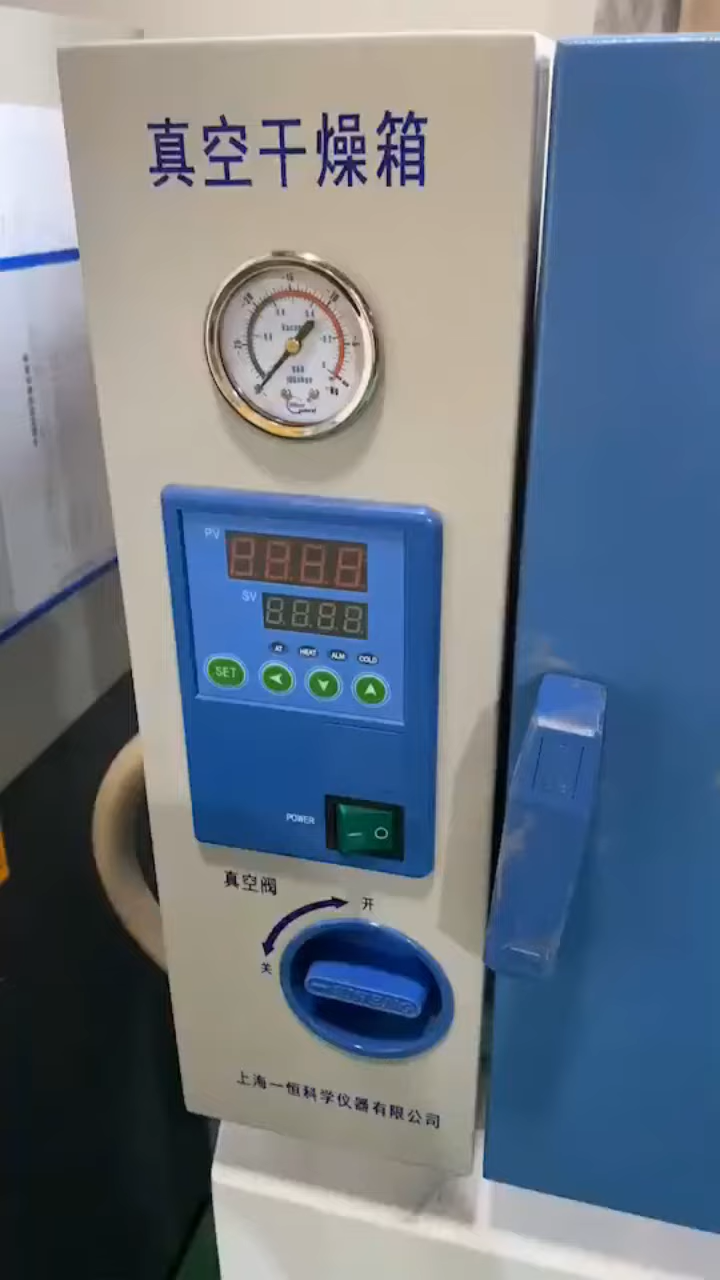 真空干燥箱
PV
SV
AT HEAT ALM COLD
SET
POWER
真空阀
开
关
上海一恒科学仪器有限公司